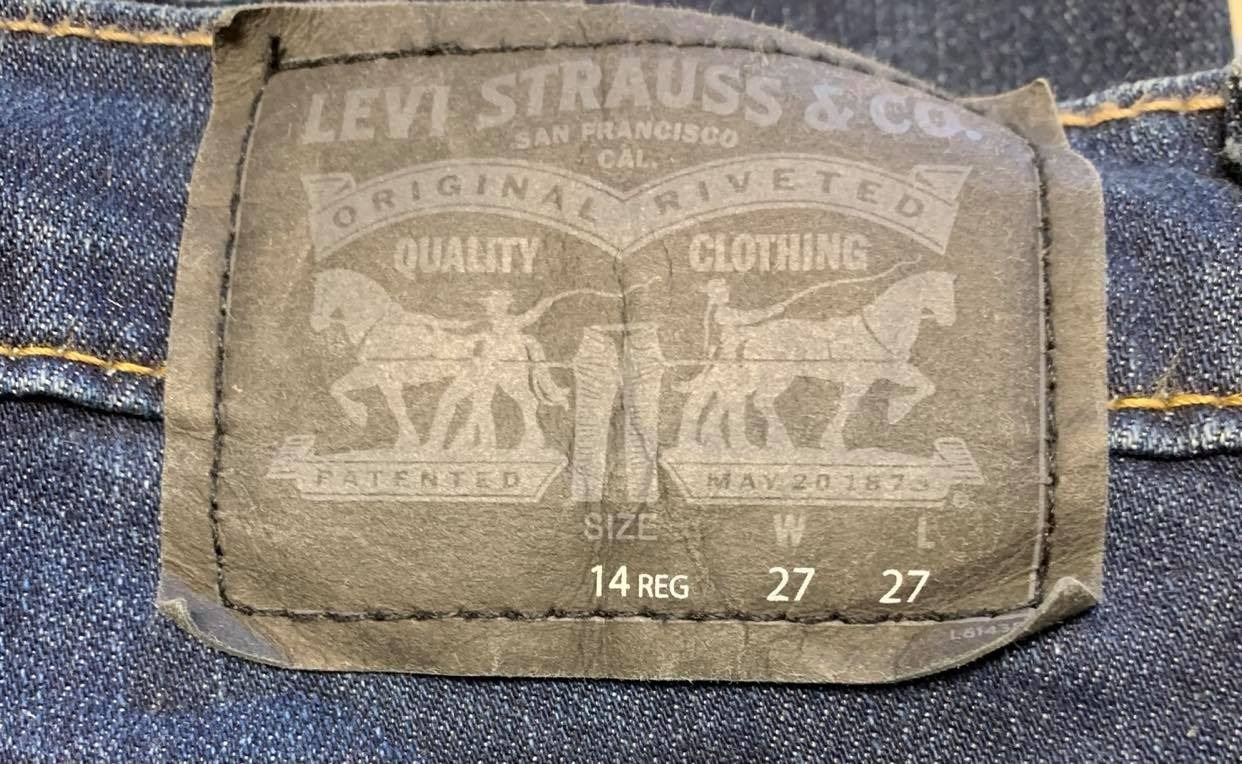 LEVI STRAUSS & CO.
SAN FRANCISCO
CAL.
ORIGINAL RIVETED
QUALITY CLOTHING
PATENTED MAY 20 1873
SIZE W L
14 REG 27 27